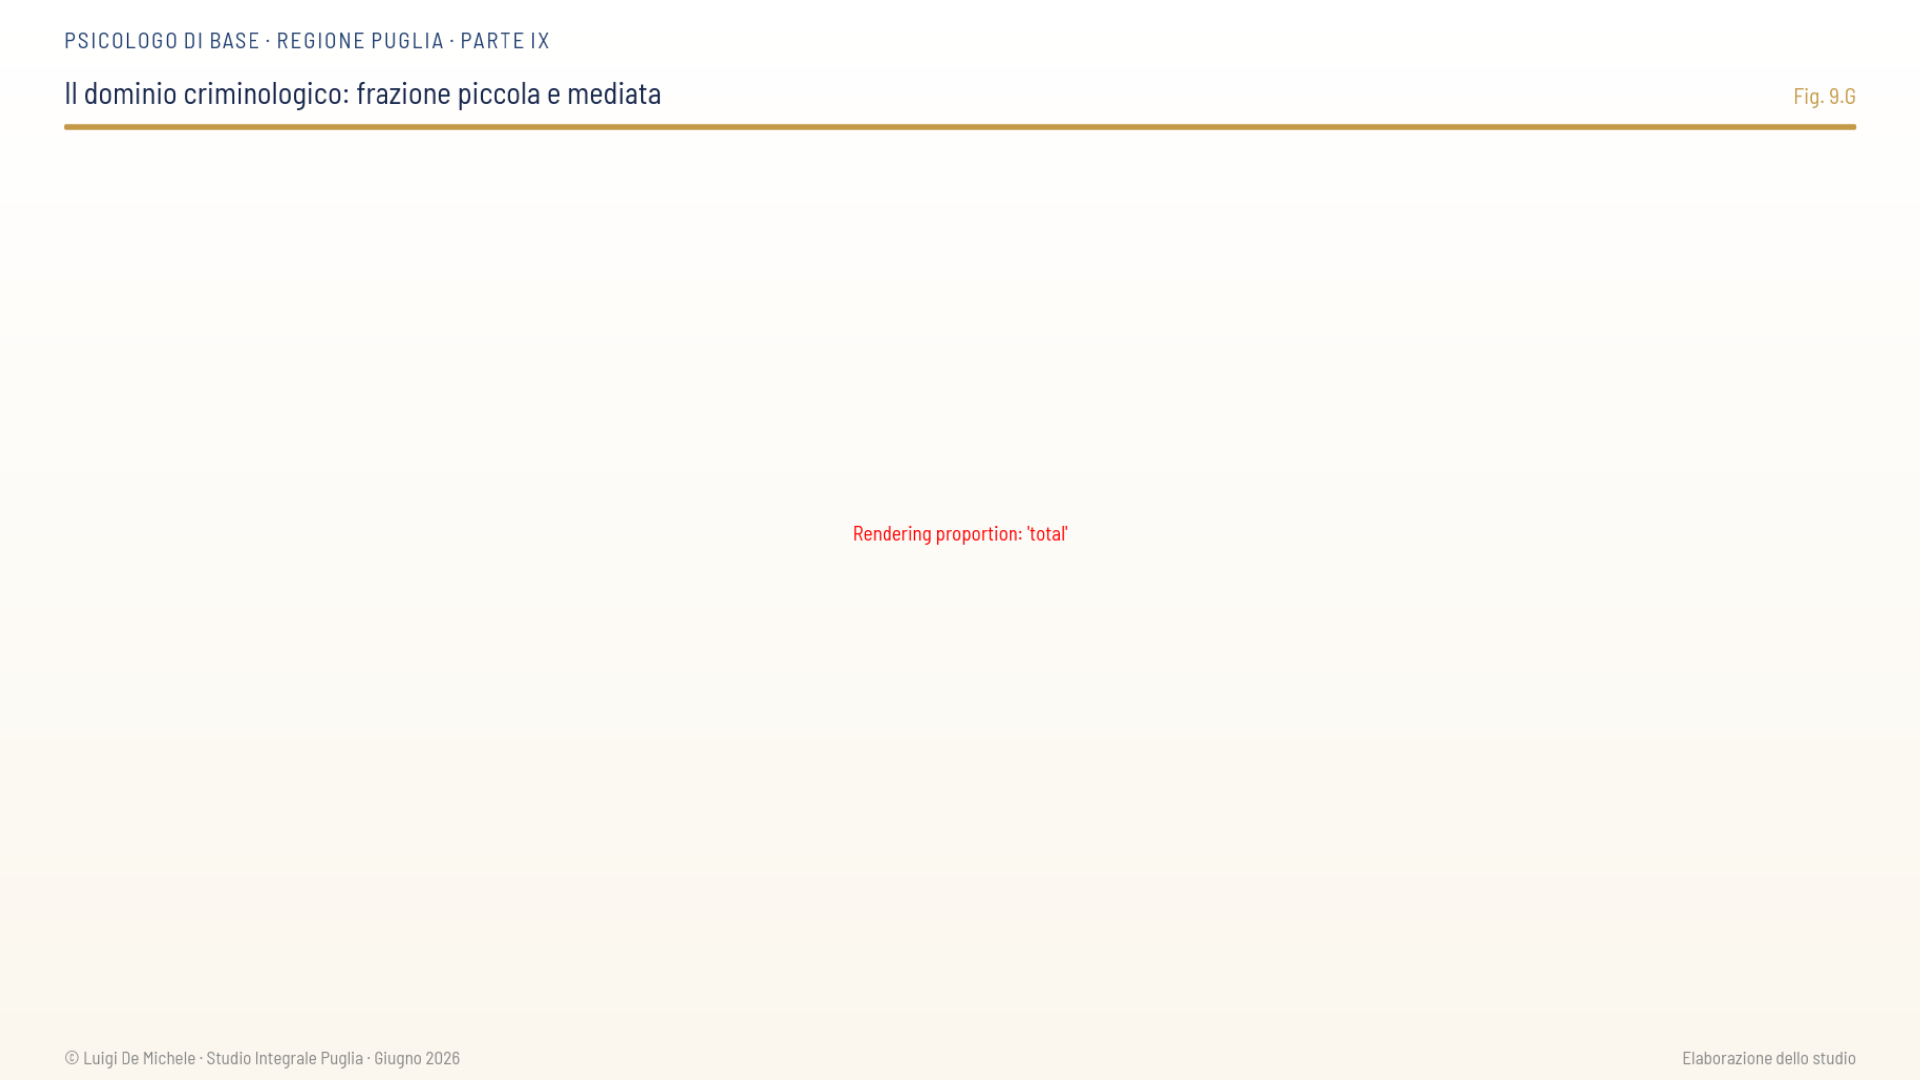 PSICOLOGO DI BASE · REGIONE PUGLIA · PARTE IX
Il dominio criminologico: frazione piccola e mediata
Fig. 9.G
Rendering proportion: 'total'
© Luigi De Michele · Studio Integrale Puglia · Giugno 2026
Elaborazione dello studio